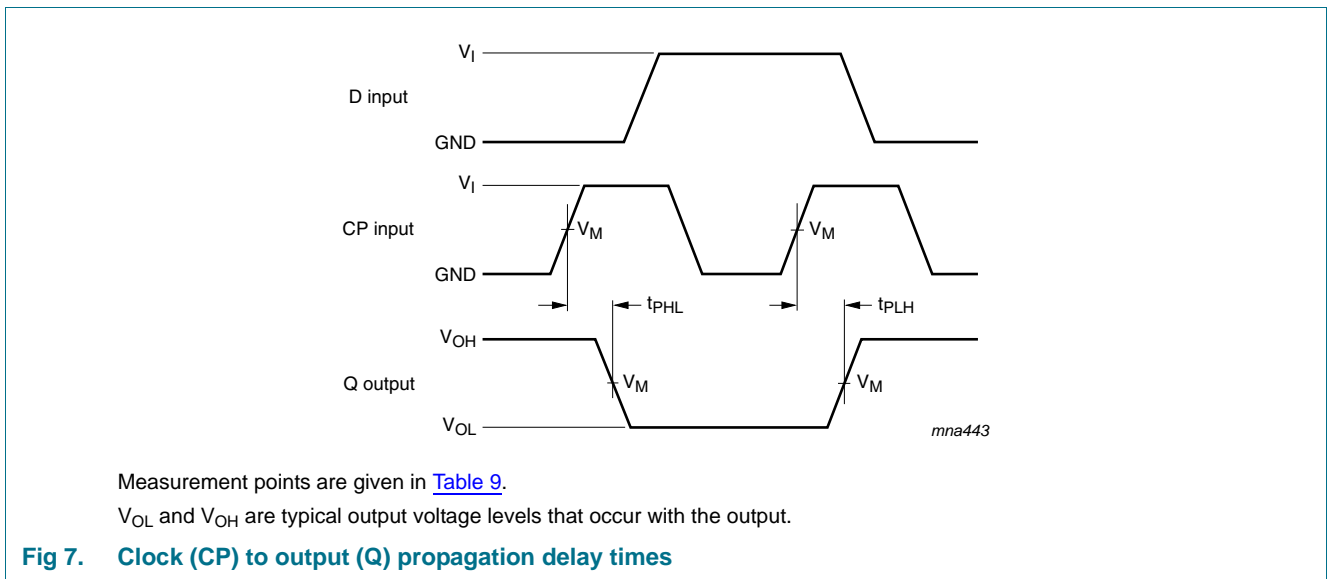 V_I
D input
GND
V_I
CP input
V_M
V_M
GND
t_PHL
t_PLH
V_OH
Q output
V_M
V_M
V_OL
mna443
Measurement points are given in Table 9.
V_OL and V_OH are typical output voltage levels that occur with the output.
Fig 7. Clock (CP) to output (Q) propagation delay times